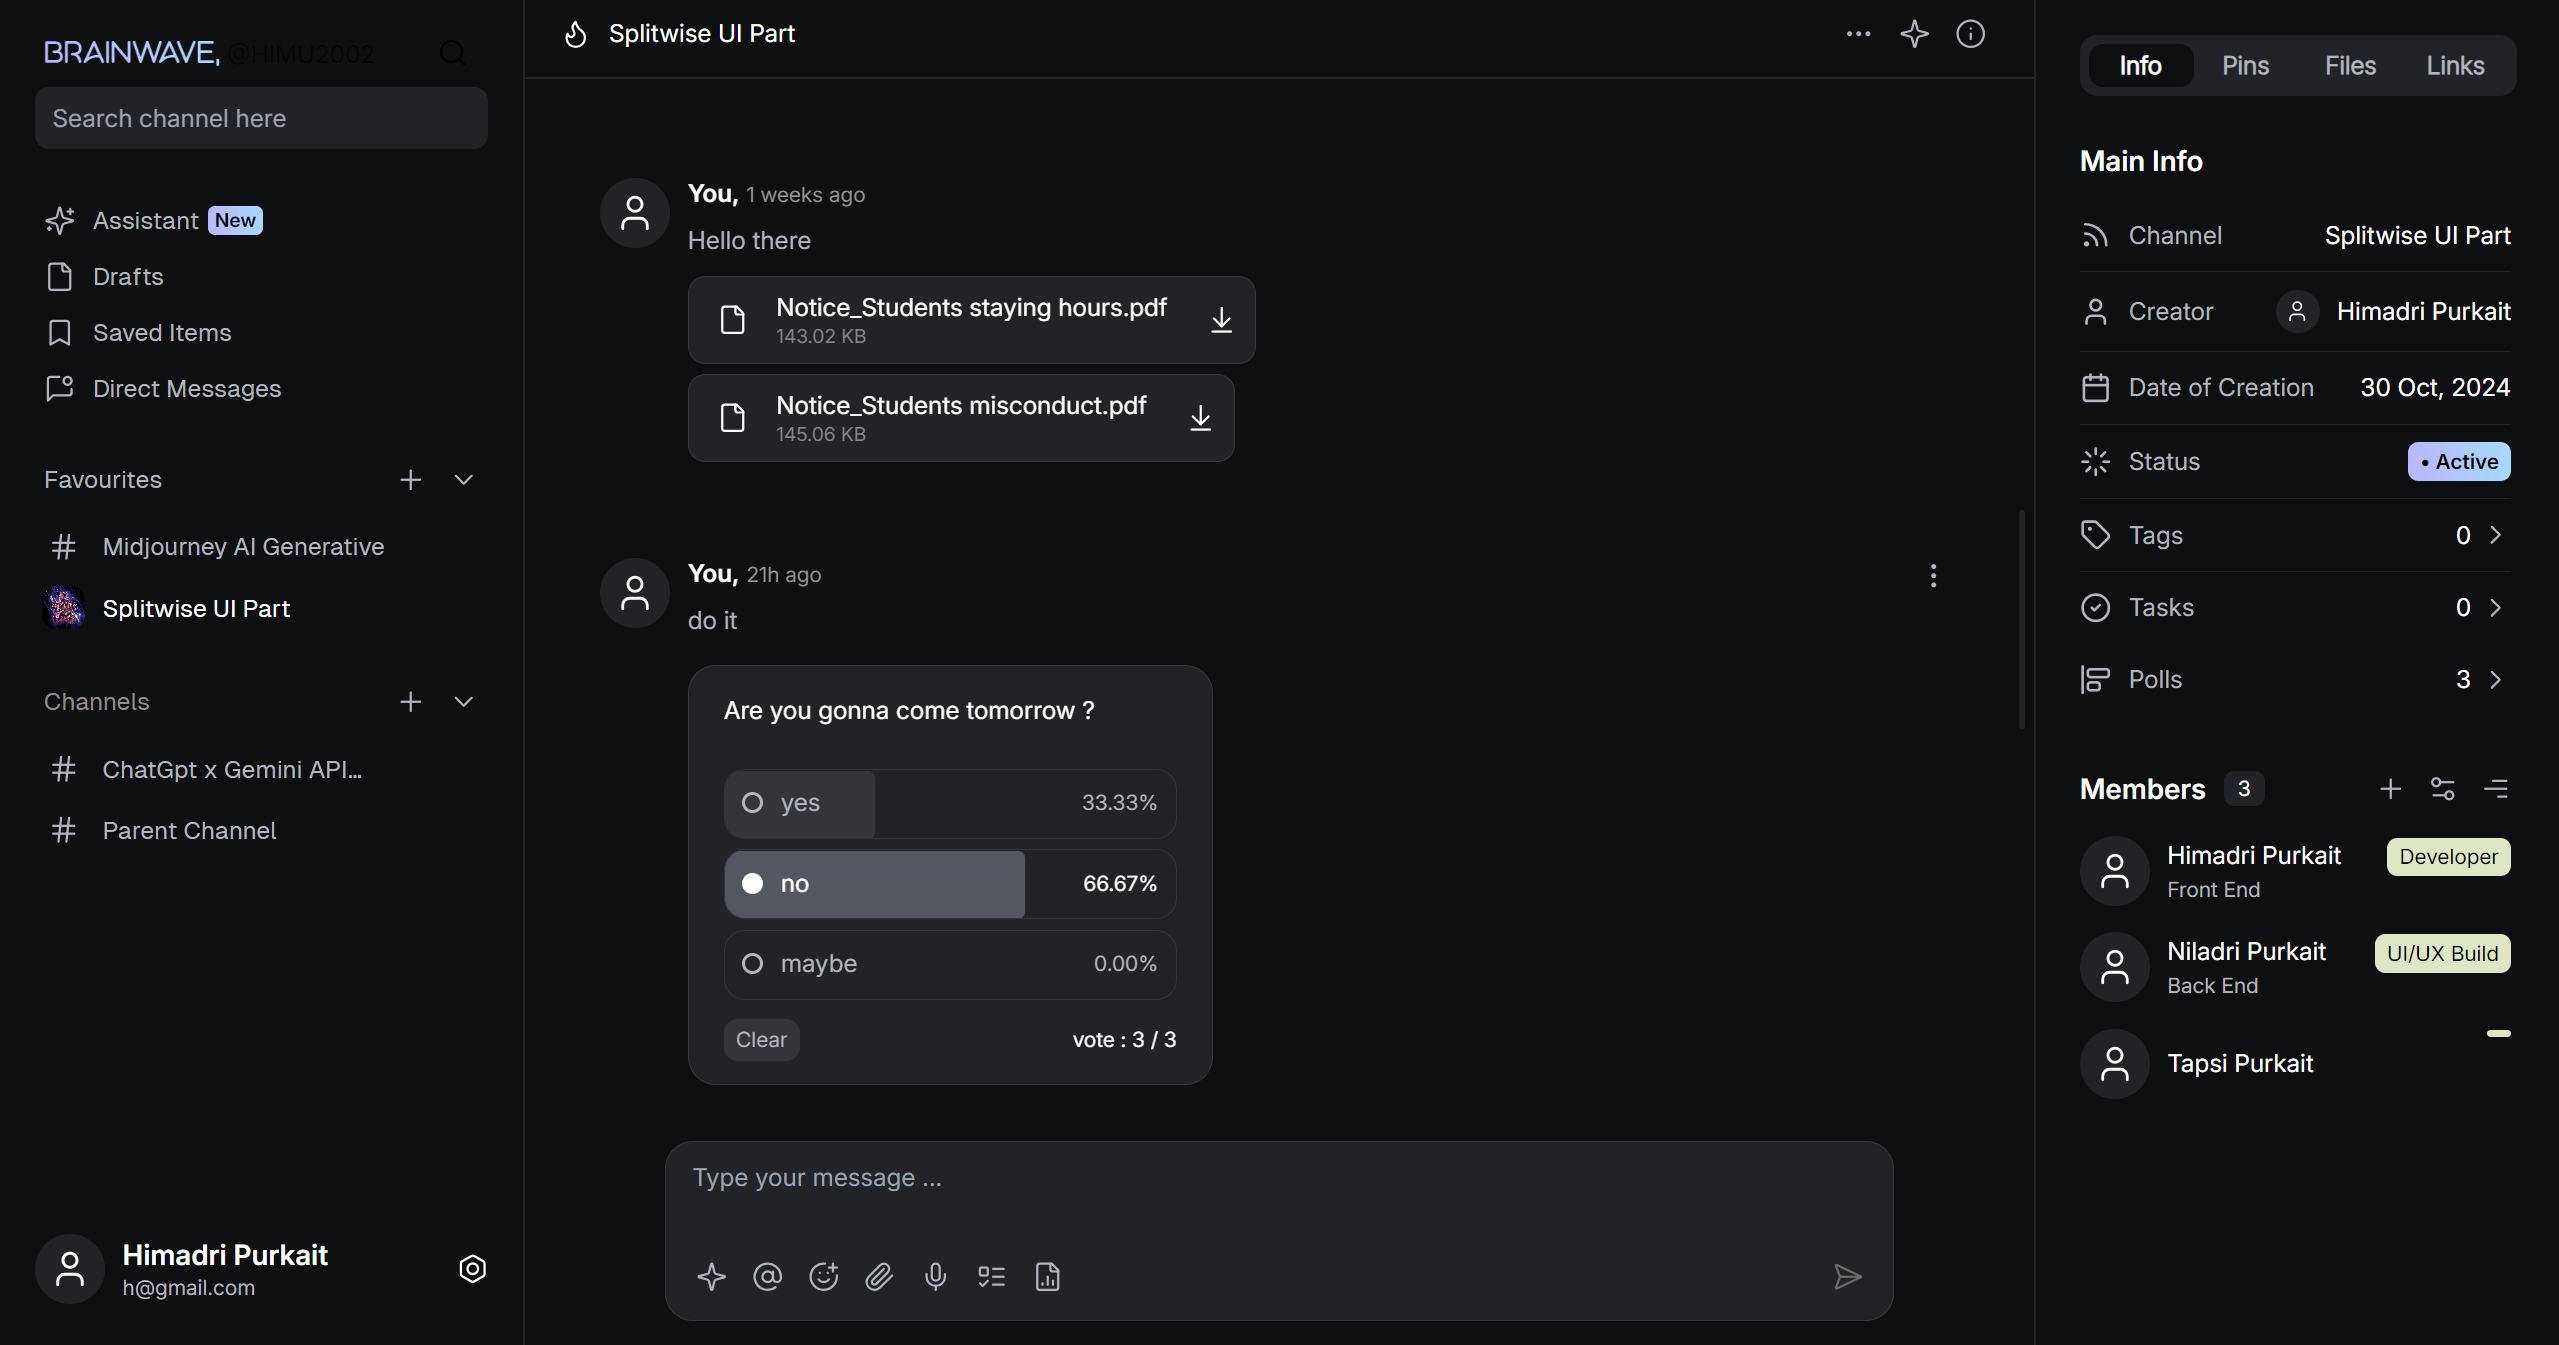 BRAINWAVE, @HIMU2002
Search channel here
Assistant New
Drafts
Saved Items
Direct Messages
Favourites
Midjourney AI Generative
Splitwise UI Part
Channels
ChatGpt x Gemini API...
Parent Channel
Himadri Purkait
h@gmail.com
Splitwise UI Part
You, 1 weeks ago
Hello there
Notice_Students staying hours.pdf
143.02 KB
Notice_Students misconduct.pdf
145.06 KB
You, 21h ago
do it
Are you gonna come tomorrow ?
yes 33.33%
no 66.67%
maybe 0.00%
Clear vote : 3 / 3
Type your message ...
Info Pins Files Links
Main Info
Channel Splitwise UI Part
Creator Himadri Purkait
Date of Creation 30 Oct, 2024
Status • Active
Tags 0
Tasks 0
Polls 3
Members 3
Himadri Purkait Developer
Front End
Niladri Purkait UI/UX Build
Back End
Tapsi Purkait